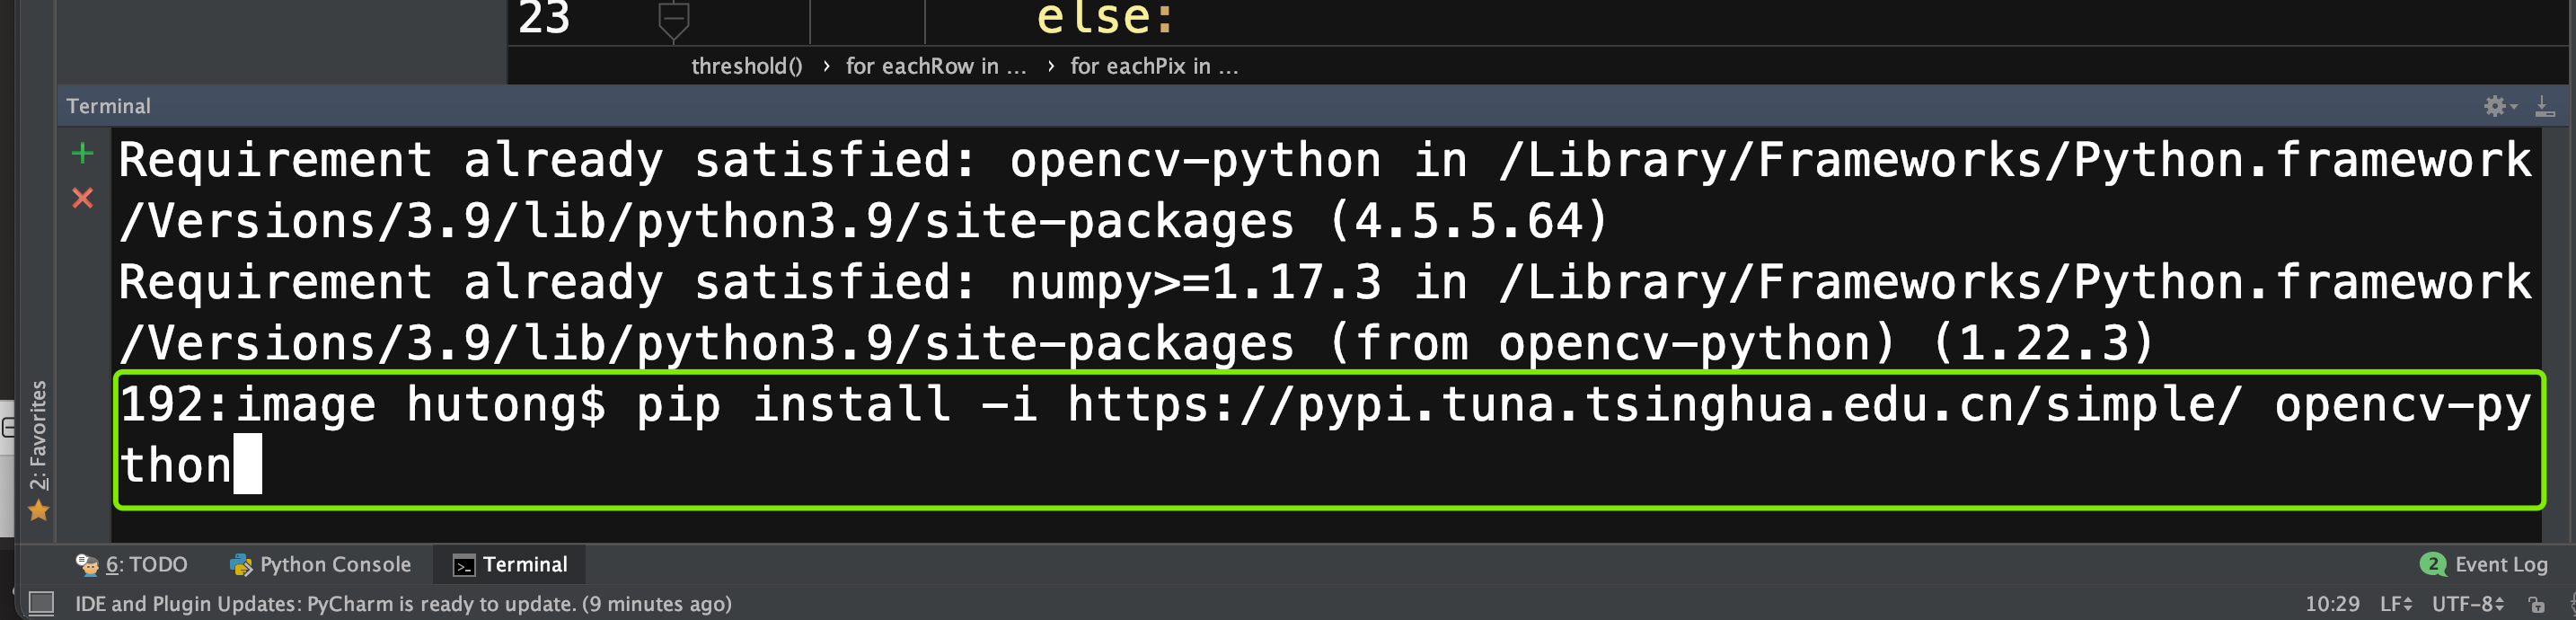 23 else:
threshold() › for eachRow in ... › for eachPix in ...
Terminal
Requirement already satisfied: opencv-python in /Library/Frameworks/Python.framework
/Versions/3.9/lib/python3.9/site-packages (4.5.5.64)
Requirement already satisfied: numpy>=1.17.3 in /Library/Frameworks/Python.framework
/Versions/3.9/lib/python3.9/site-packages (from opencv-python) (1.22.3)
192:image hutong$ pip install -i https://pypi.tuna.tsinghua.edu.cn/simple/ opencv-py
thon
2: Favorites
6: TODO Python Console Terminal 2 Event Log
IDE and Plugin Updates: PyCharm is ready to update. (9 minutes ago) 10:29 LF UTF-8